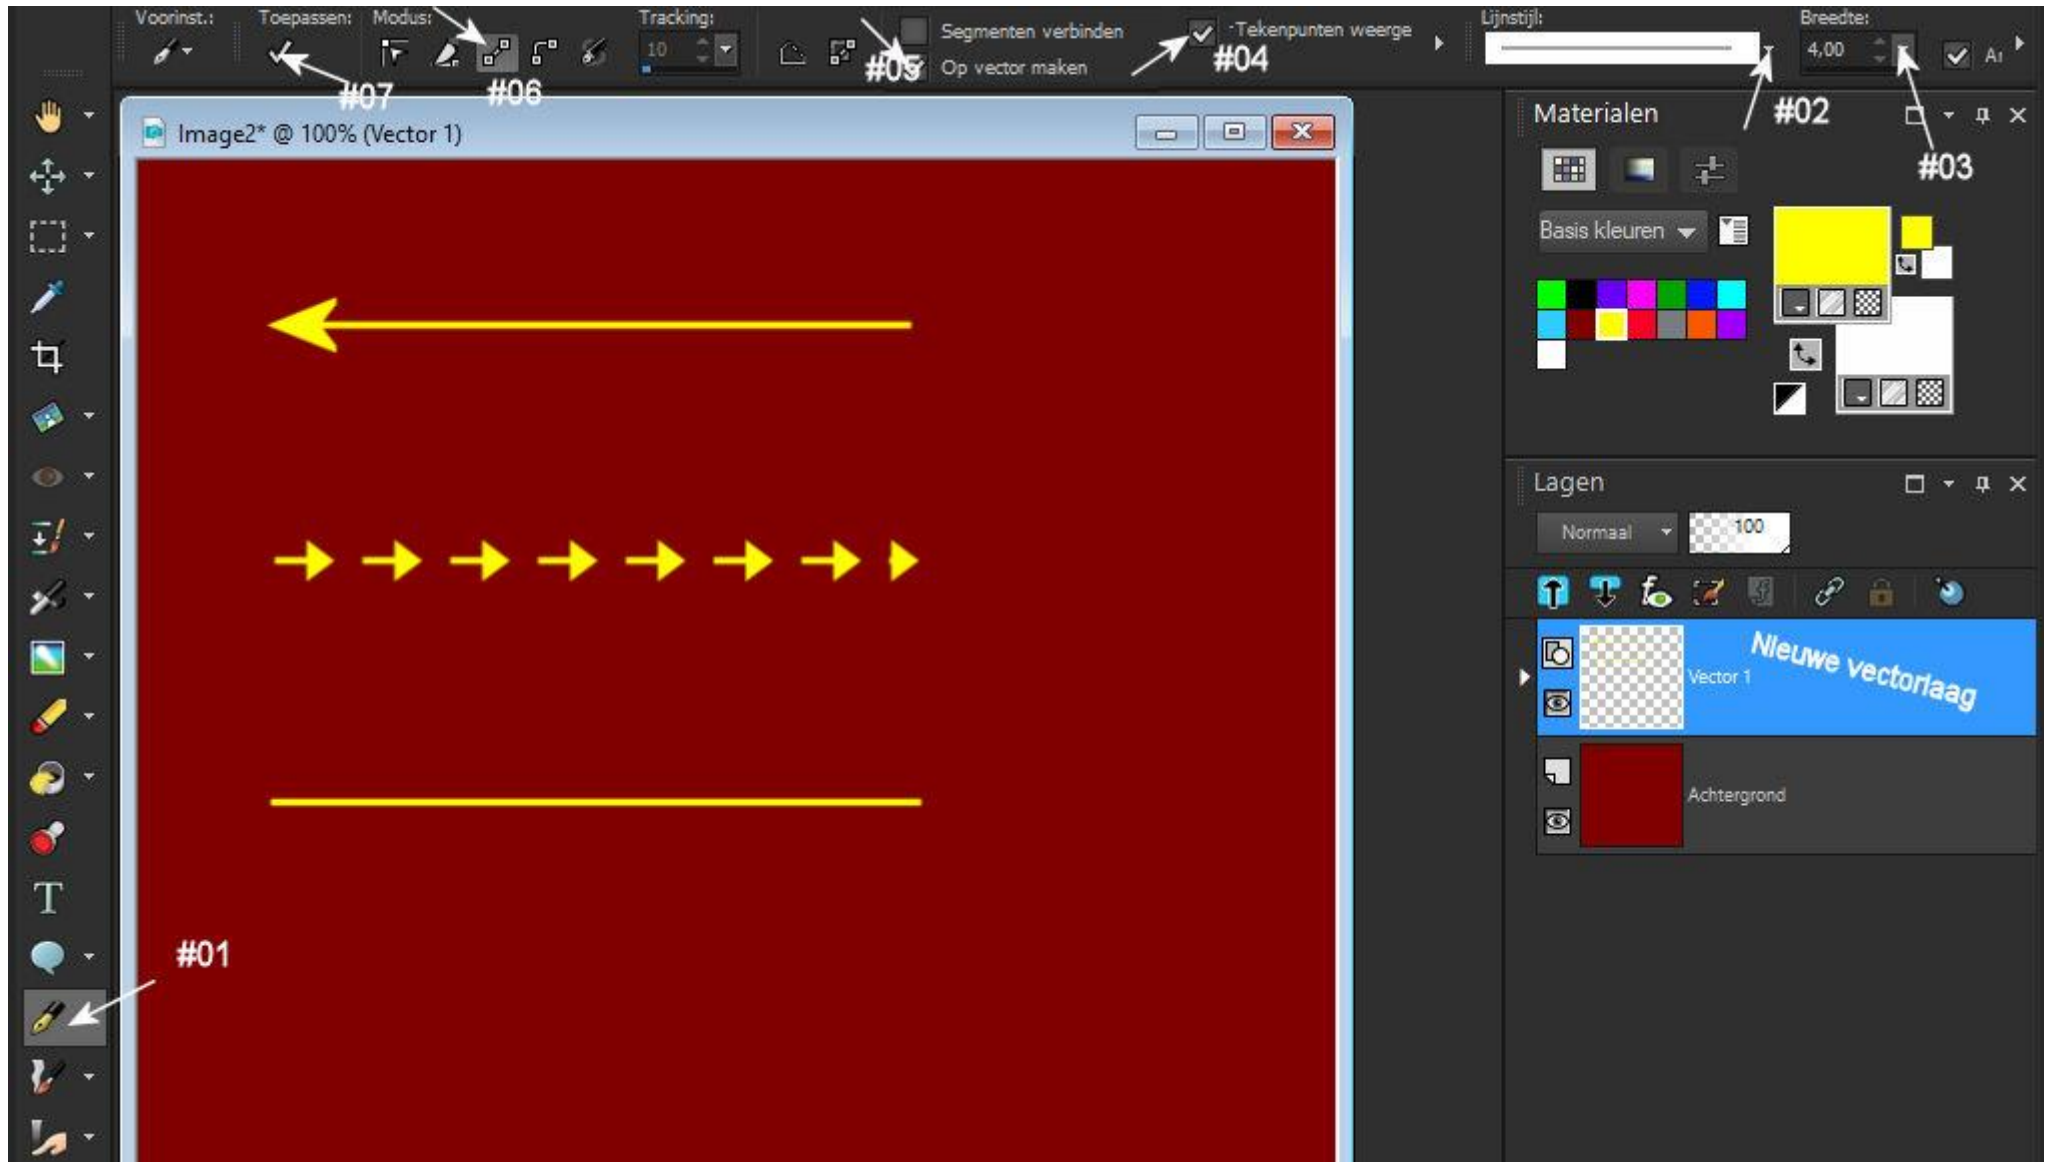 Voorinst.: Toepassen: Modus: Tracking: Lijnstijl: Breedte:
Segmenten verbinden
-Tekenpunten weerge
10
4,00
Op vector maken
#07
#06
#05
#04
#02
#03
Image2* @ 100% (Vector 1)
Materialen
Basis kleuren
Lagen
Normaal
100
Vector 1
Nieuwe vectorlaag
Achtergrond
T
#01